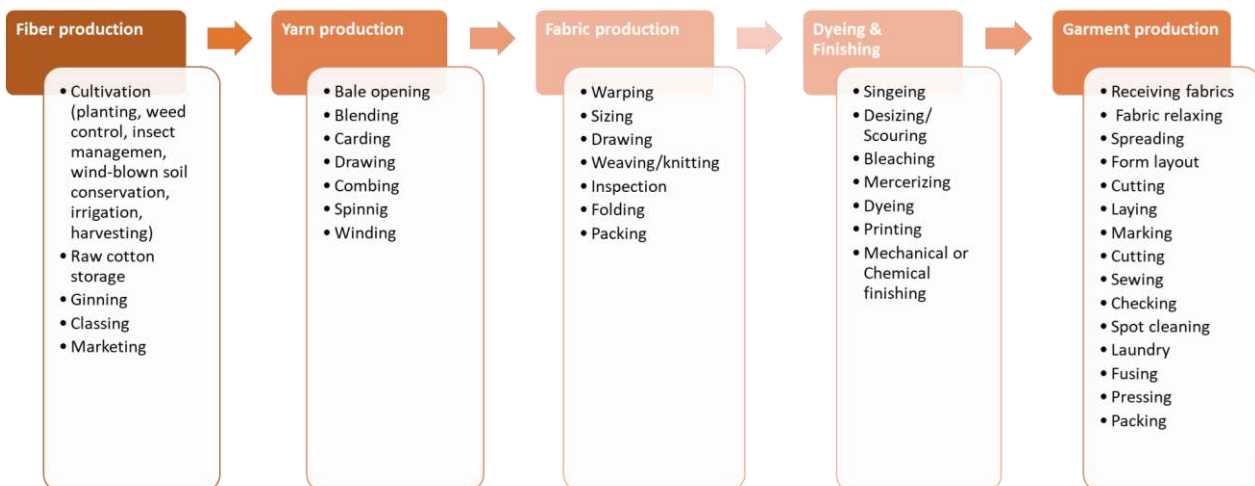 Fiber production
• Cultivation
(planting, weed
control, insect
managemen,
wind-blown soil
conservation,
irrigation,
harvesting)
• Raw cotton
storage
• Ginning
• Classing
• Marketing
Yarn production
• Bale opening
• Blending
• Carding
• Drawing
• Combing
• Spinnig
• Winding
Fabric production
• Warping
• Sizing
• Drawing
• Weaving/knitting
• Inspection
• Folding
• Packing
Dyeing &
Finishing
• Singeing
• Desizing/
Scouring
• Bleaching
• Mercerizing
• Dyeing
• Printing
• Mechanical or
Chemical
finishing
Garment production
• Receiving fabrics
• Fabric relaxing
• Spreading
• Form layout
• Cutting
• Laying
• Marking
• Cutting
• Sewing
• Checking
• Spot cleaning
• Laundry
• Fusing
• Pressing
• Packing